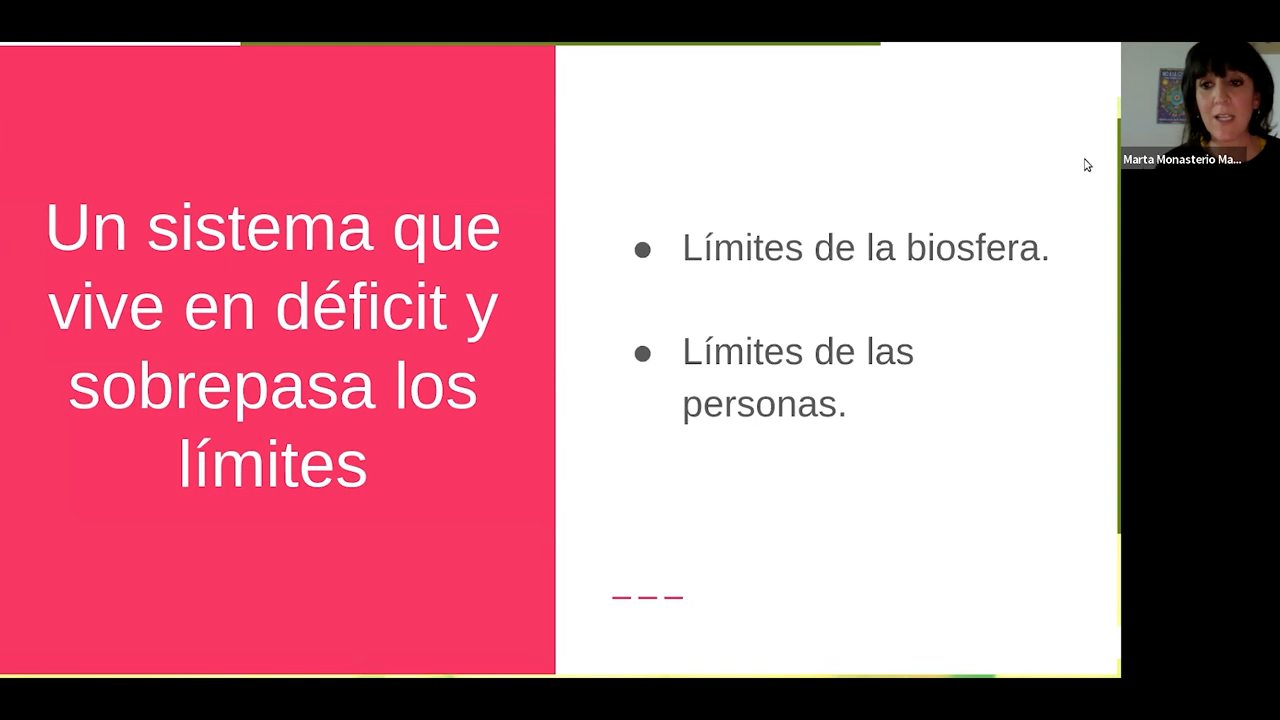 Un sistema que
vive en déficit y
sobrepasa los
límites
● Límites de la biosfera.
● Límites de las
personas.
Marta Monasterio Ma...